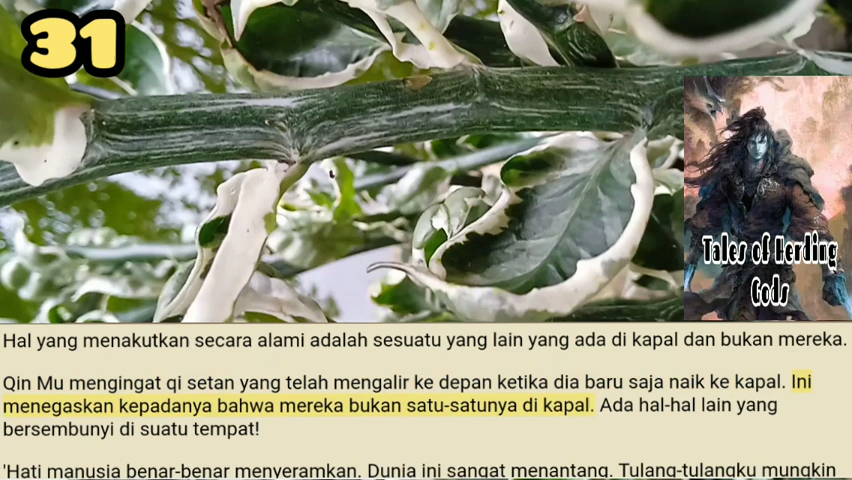 31
Tales of Herding
Gods
Hal yang menakutkan secara alami adalah sesuatu yang lain yang ada di kapal dan bukan mereka.
Qin Mu mengingat qi setan yang telah mengalir ke depan ketika dia baru saja naik ke kapal. Ini
menegaskan kepadanya bahwa mereka bukan satu-satunya di kapal. Ada hal-hal lain yang
bersembunyi di suatu tempat!
'Hati manusia benar-benar menyeramkan. Dunia ini sangat menantang. Tulang-tulangku mungkin